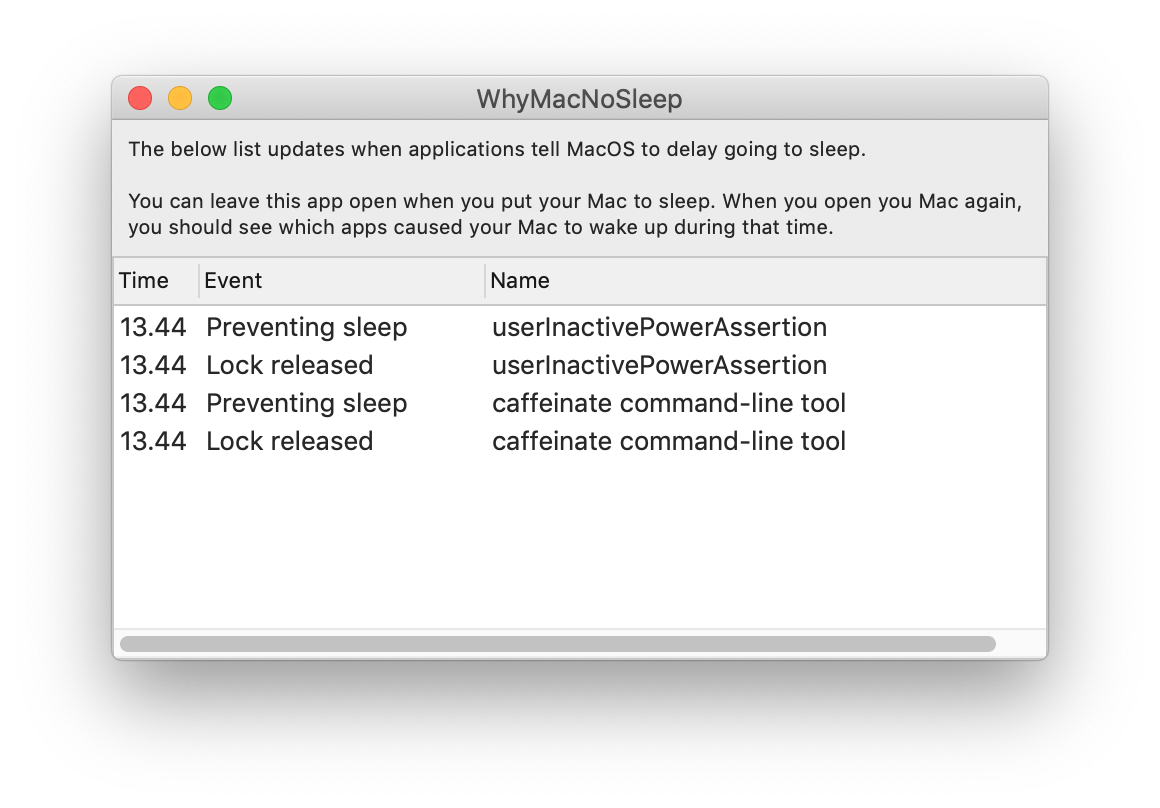 WhyMacNoSleep
The below list updates when applications tell MacOS to delay going to sleep.
You can leave this app open when you put your Mac to sleep. When you open you Mac again,
you should see which apps caused your Mac to wake up during that time.
Time Event Name
13.44 Preventing sleep userInactivePowerAssertion
13.44 Lock released userInactivePowerAssertion
13.44 Preventing sleep caffeinate command-line tool
13.44 Lock released caffeinate command-line tool